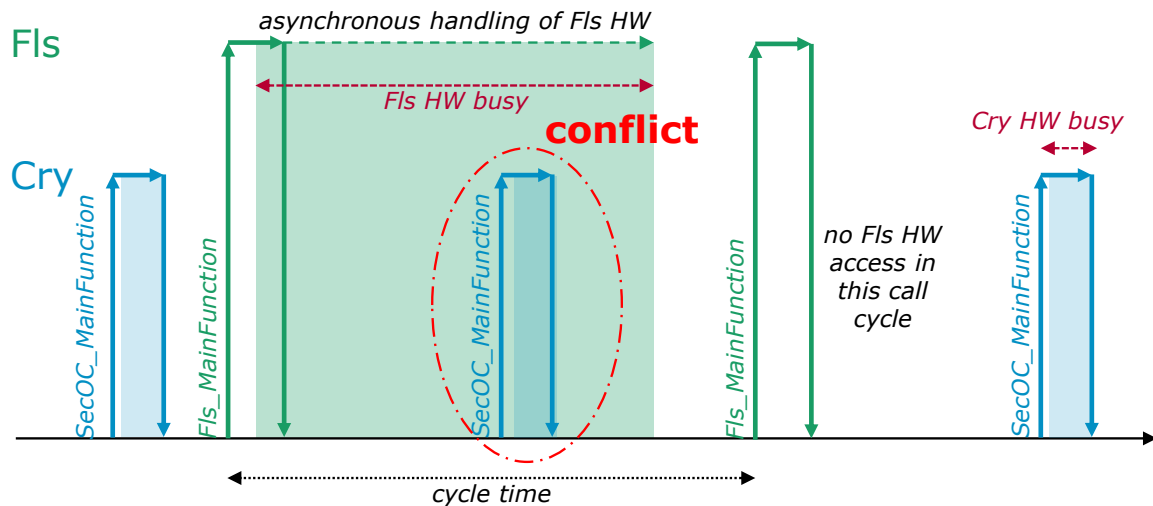 asynchronous handling of Fls HW
Fls
Fls HW busy
conflict
Cry HW busy
Cry
SecOC_MainFunction
Fls_MainFunction
SecOC_MainFunction
Fls_MainFunction
no Fls HW
access in
this call
cycle
SecOC_MainFunction
cycle time